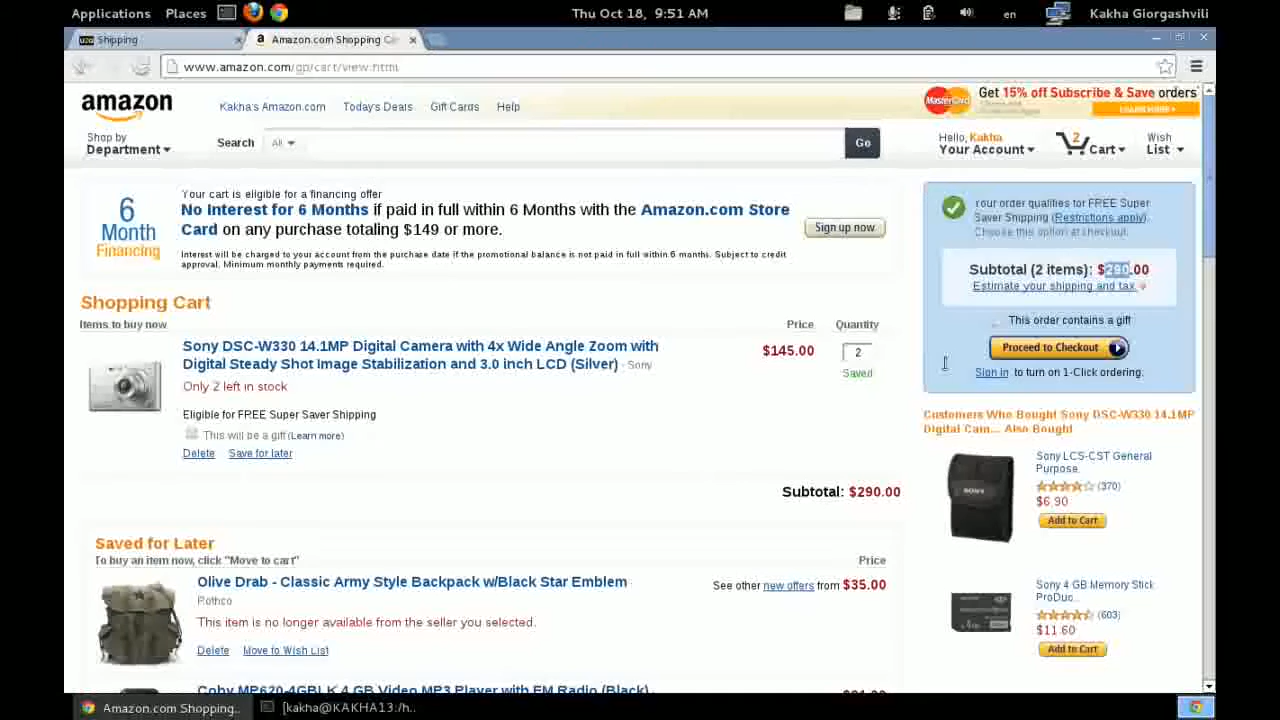 Applications Places
Thu Oct 18, 9:51 AM
en Kakha Giorgashvili
Shipping
Amazon.com Shopping Ca
www.amazon.com/gp/cart/view.html
amazon
Kakha's Amazon.com Today's Deals Gift Cards Help
MasterCard
Get 15% off Subscribe & Save orders
LEARN MORE
Shop by
Department
Search All Go
Hello, Kakha
Your Account
2
Cart
Wish
List
6
Month
Financing
Your cart is eligible for a financing offer
No Interest for 6 Months if paid in full within 6 Months with the Amazon.com Store
Card on any purchase totaling $149 or more.
Interest will be charged to your account from the purchase date if the promotional balance is not paid in full within 6 months. Subject to credit
approval. Minimum monthly payments required.
Sign up now
Your order qualifies for FREE Super
Saver Shipping (Restrictions apply).
Choose this option at checkout.
Subtotal (2 items): $290.00
Estimate your shipping and tax
This order contains a gift
Proceed to Checkout
Sign in to turn on 1-Click ordering.
Shopping Cart
Items to buy now Price Quantity
Sony DSC-W330 14.1MP Digital Camera with 4x Wide Angle Zoom with
Digital Steady Shot Image Stabilization and 3.0 inch LCD (Silver) - Sony
Only 2 left in stock
$145.00
2
Saved
Eligible for FREE Super Saver Shipping
This will be a gift (Learn more)
Delete Save for later
Subtotal: $290.00
Customers Who Bought Sony DSC-W330 14.1MP
Digital Cam... Also Bought
SONY
Sony LCS-CST General
Purpose.
(370)
$6.90
Add to Cart
Sony 4 GB Memory Stick
ProDuo...
(603)
$11.60
Add to Cart
Saved for Later
To buy an item now, click "Move to cart"
Price
Olive Drab - Classic Army Style Backpack w/Black Star Emblem
Rothco
This item is no longer available from the seller you selected.
See other new offers from $35.00
Delete Move to Wish List
Coby MP620-4GBLK 4 GB Video MP3 Player with FM Radio (Black)
Amazon.com Shopping..
[kakha@KAKHA13:/h..